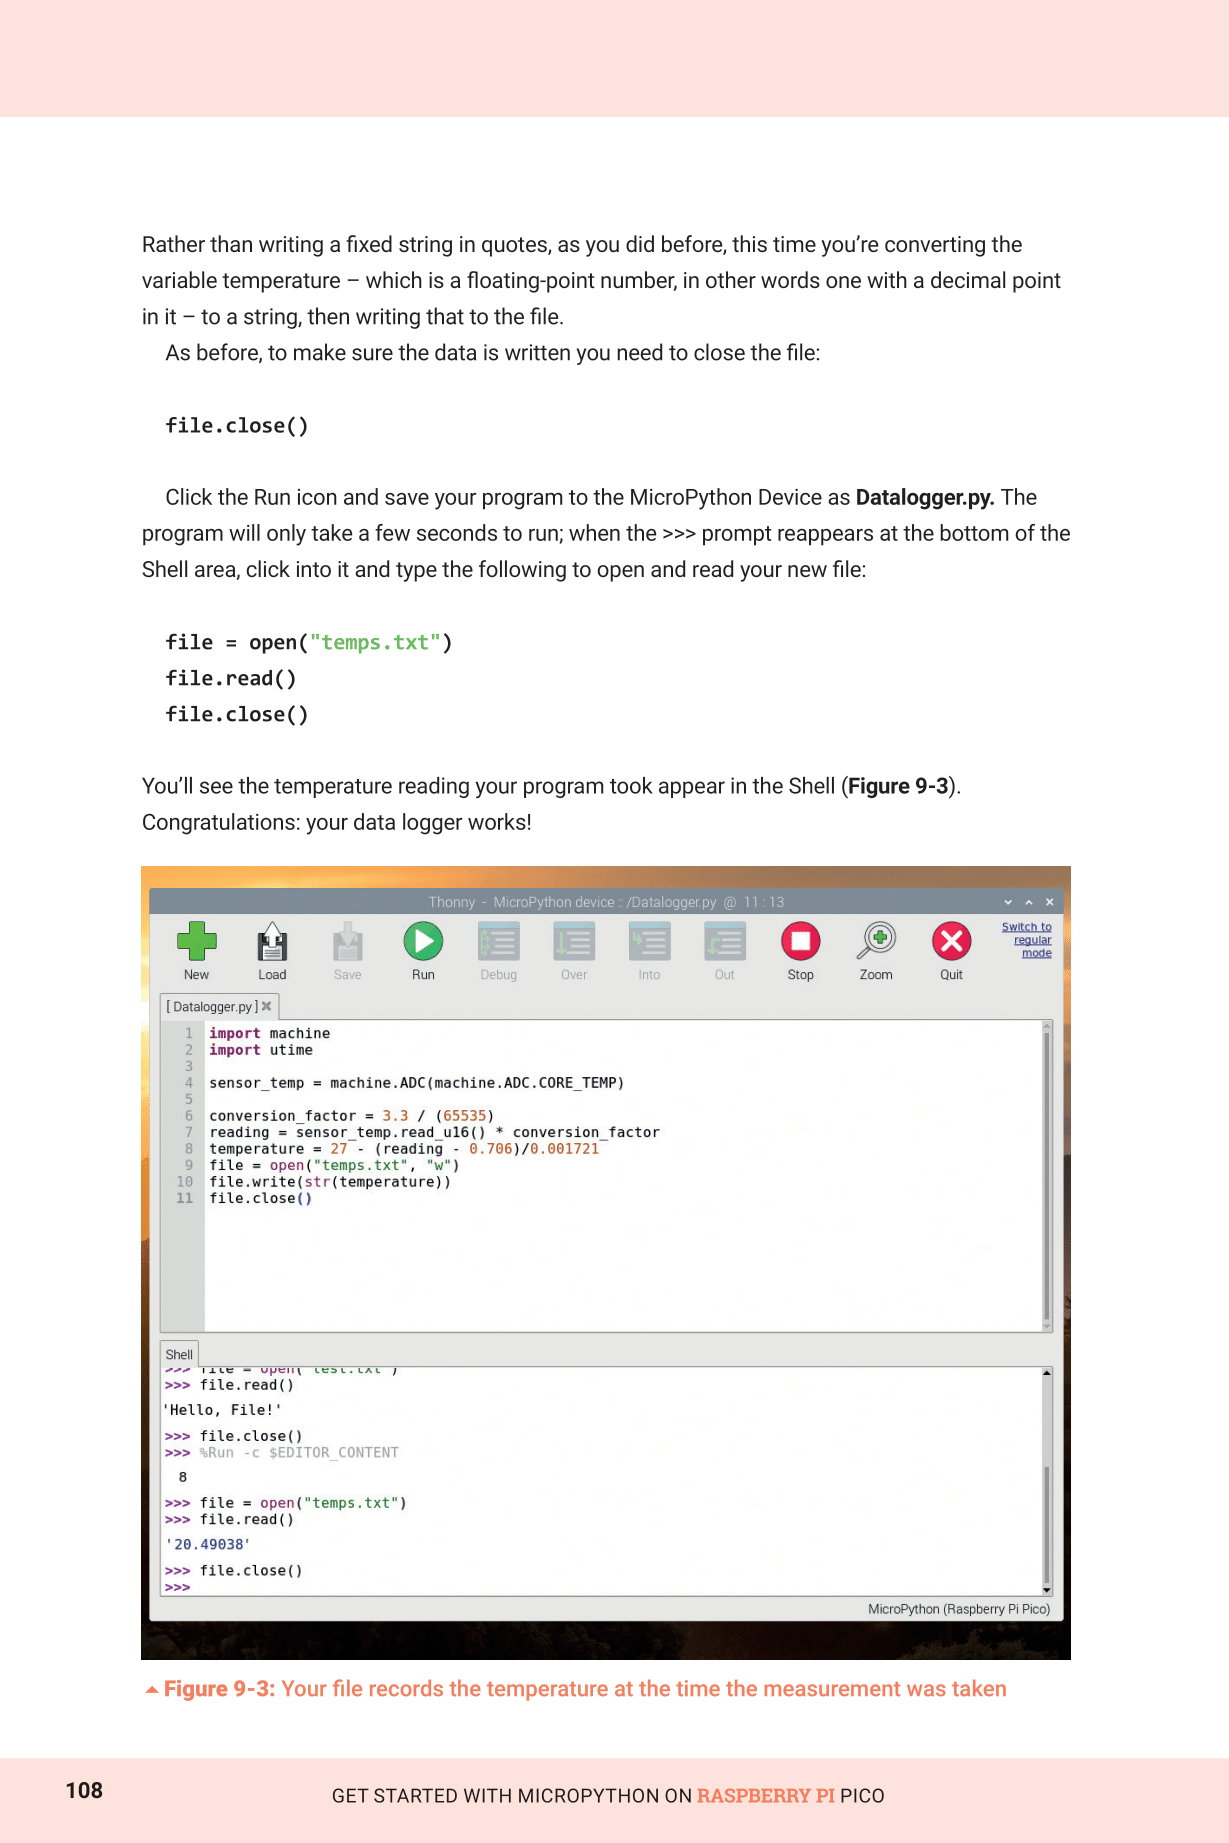 Rather than writing a fixed string in quotes, as you did before, this time you’re converting the
variable temperature – which is a floating-point number, in other words one with a decimal point
in it – to a string, then writing that to the file.
As before, to make sure the data is written you need to close the file:
file.close()
Click the Run icon and save your program to the MicroPython Device as Datalogger.py. The
program will only take a few seconds to run; when the >>> prompt reappears at the bottom of the
Shell area, click into it and type the following to open and read your new file:
file = open("temps.txt")
file.read()
file.close()
You’ll see the temperature reading your program took appear in the Shell (Figure 9-3).
Congratulations: your data logger works!
Thonny - MicroPython device :: /Datalogger.py @ 11 : 13
New Load Save Run Debug Over Into Out Stop Zoom Quit
Switch to
regular
mode
[ Datalogger.py ]
1 import machine
2 import utime
3
4 sensor_temp = machine.ADC(machine.ADC.CORE_TEMP)
5
6 conversion_factor = 3.3 / (65535)
7 reading = sensor_temp.read_u16() * conversion_factor
8 temperature = 27 - (reading - 0.706)/0.001721
9 file = open("temps.txt", "w")
10 file.write(str(temperature))
11 file.close()
Shell
>>> file = open("test.txt")
>>> file.read()
'Hello, File!'
>>> file.close()
>>> %Run -c $EDITOR_CONTENT
8
>>> file = open("temps.txt")
>>> file.read()
'20.49038'
>>> file.close()
>>>
MicroPython (Raspberry Pi Pico)
Figure 9-3: Your file records the temperature at the time the measurement was taken
108
GET STARTED WITH MICROPYTHON ON RASPBERRY PI PICO